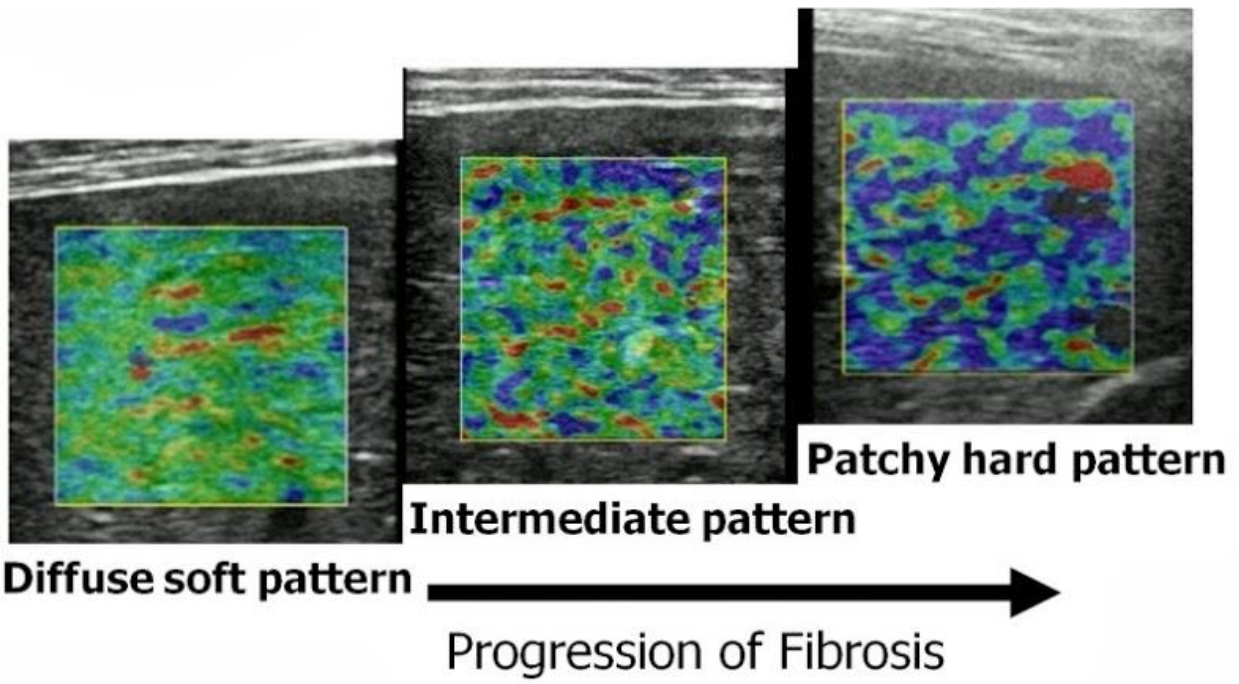 Patchy hard pattern
Intermediate pattern
Diffuse soft pattern
Progression of Fibrosis